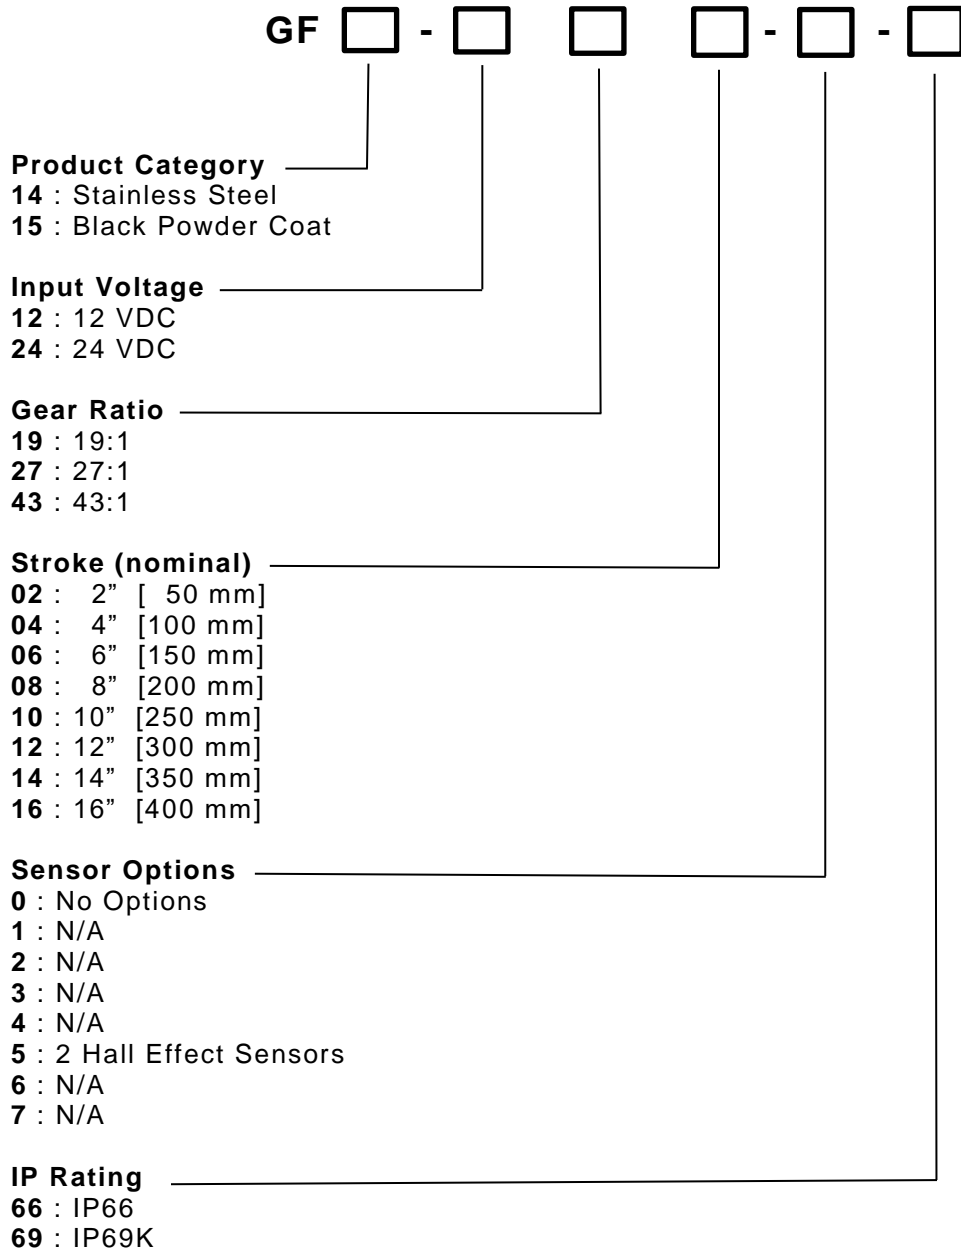 GF - - -
Product Category
14 : Stainless Steel
15 : Black Powder Coat
Input Voltage
12 : 12 VDC
24 : 24 VDC
Gear Ratio
19 : 19:1
27 : 27:1
43 : 43:1
Stroke (nominal)
02 : 2” [ 50 mm]
04 : 4” [100 mm]
06 : 6” [150 mm]
08 : 8” [200 mm]
10 : 10” [250 mm]
12 : 12” [300 mm]
14 : 14” [350 mm]
16 : 16” [400 mm]
Sensor Options
0 : No Options
1 : N/A
2 : N/A
3 : N/A
4 : N/A
5 : 2 Hall Effect Sensors
6 : N/A
7 : N/A
IP Rating
66 : IP66
69 : IP69K